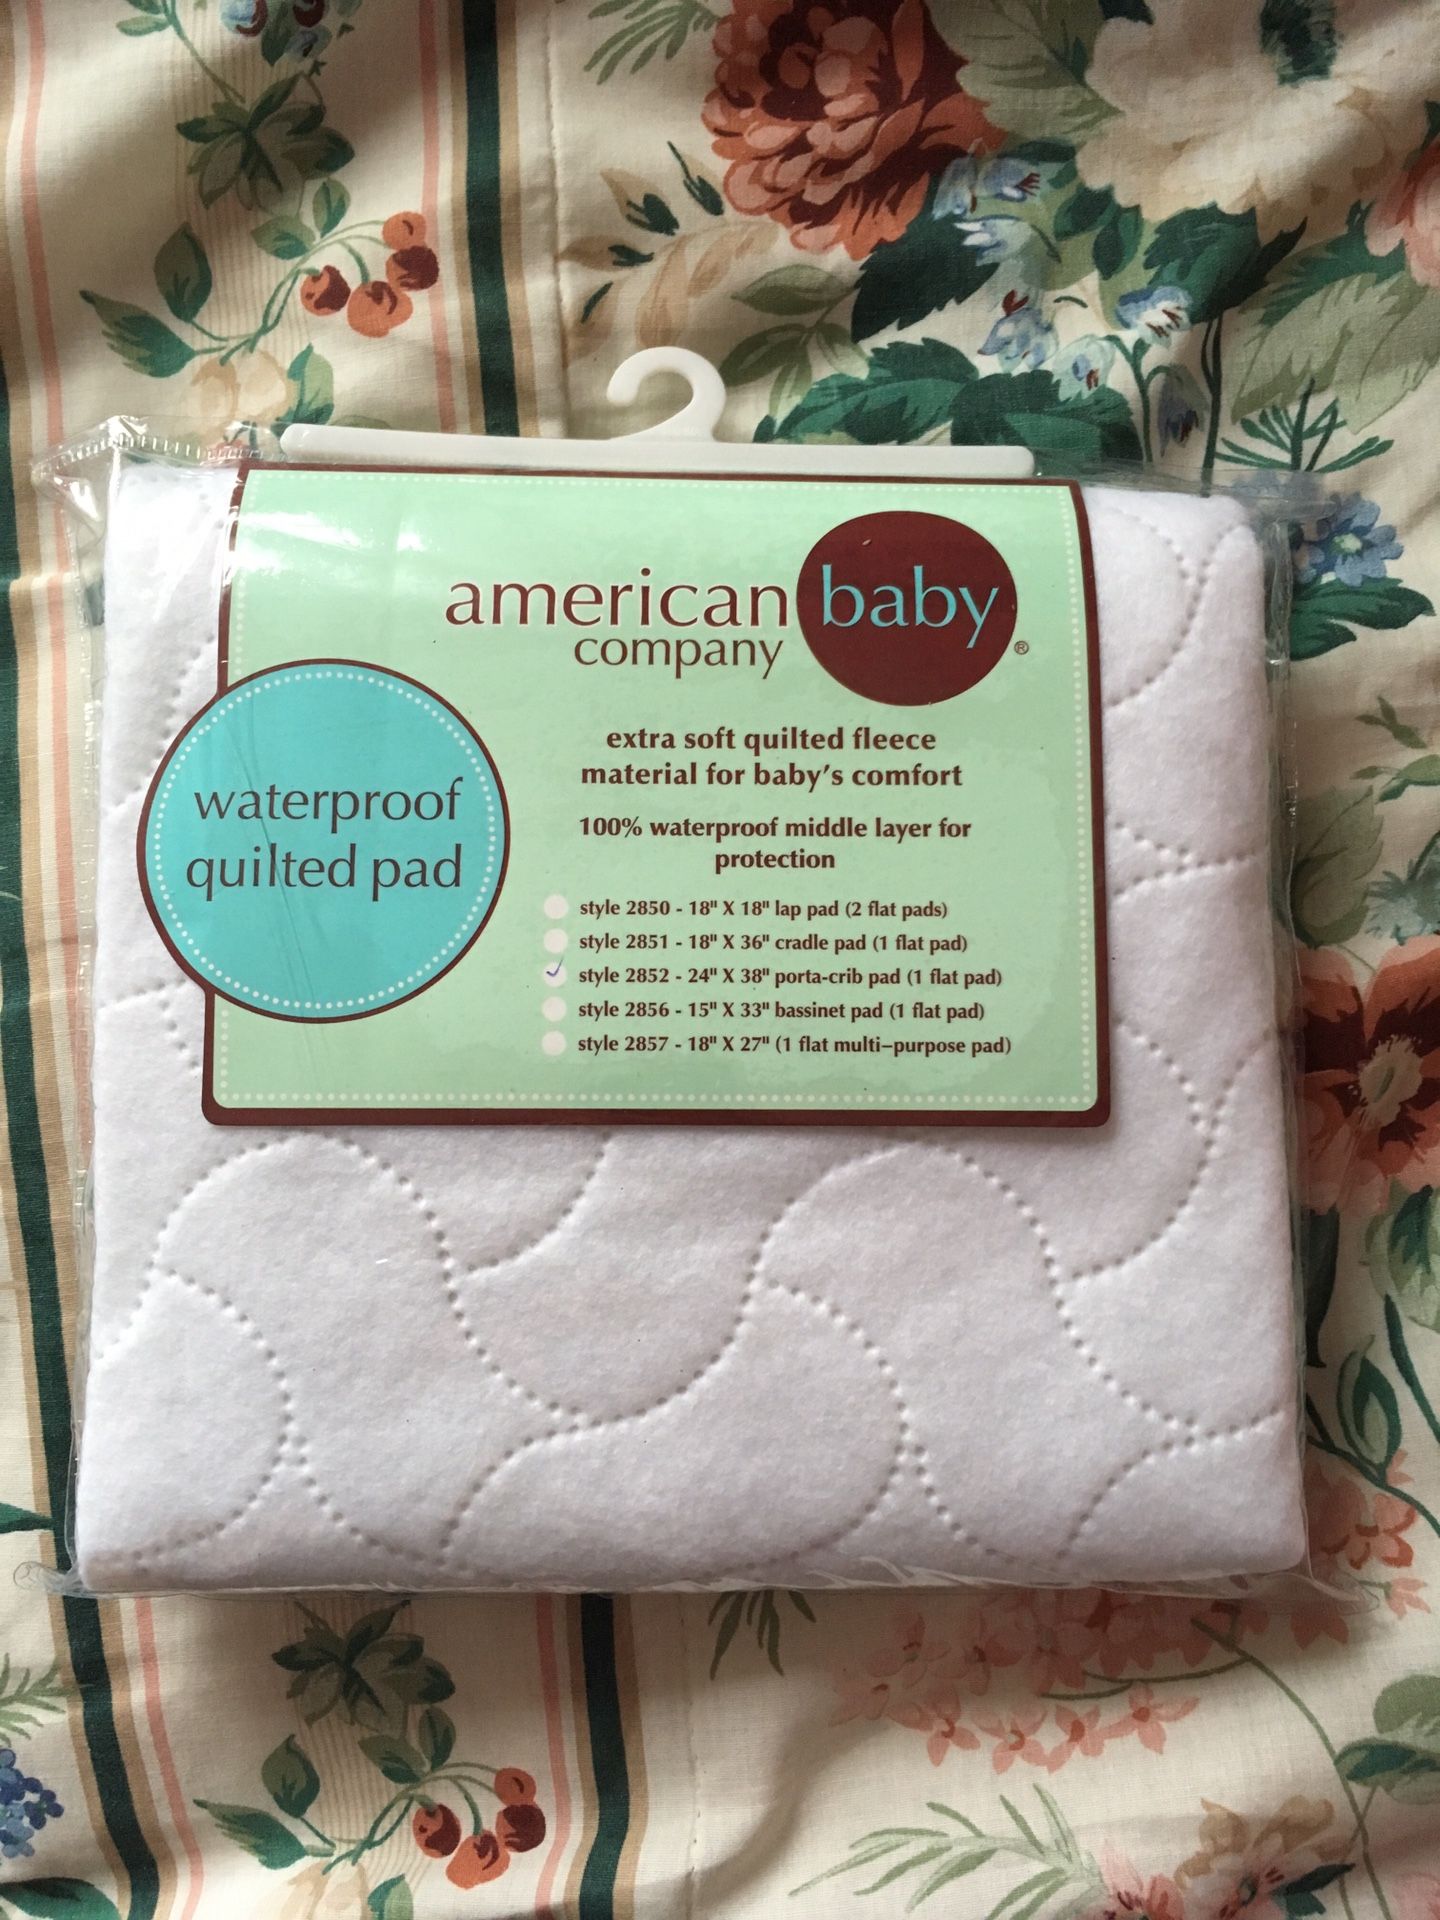 american baby
company ®
waterproof
quilted pad
extra soft quilted fleece
material for baby's comfort
100% waterproof middle layer for
protection
style 2850 - 18" X 18" lap pad (2 flat pads)
style 2851 - 18" X 36" cradle pad (1 flat pad)
style 2852 - 24" X 38" porta-crib pad (1 flat pad)
style 2856 - 15" X 33" bassinet pad (1 flat pad)
style 2857 - 18" X 27" (1 flat multi–purpose pad)